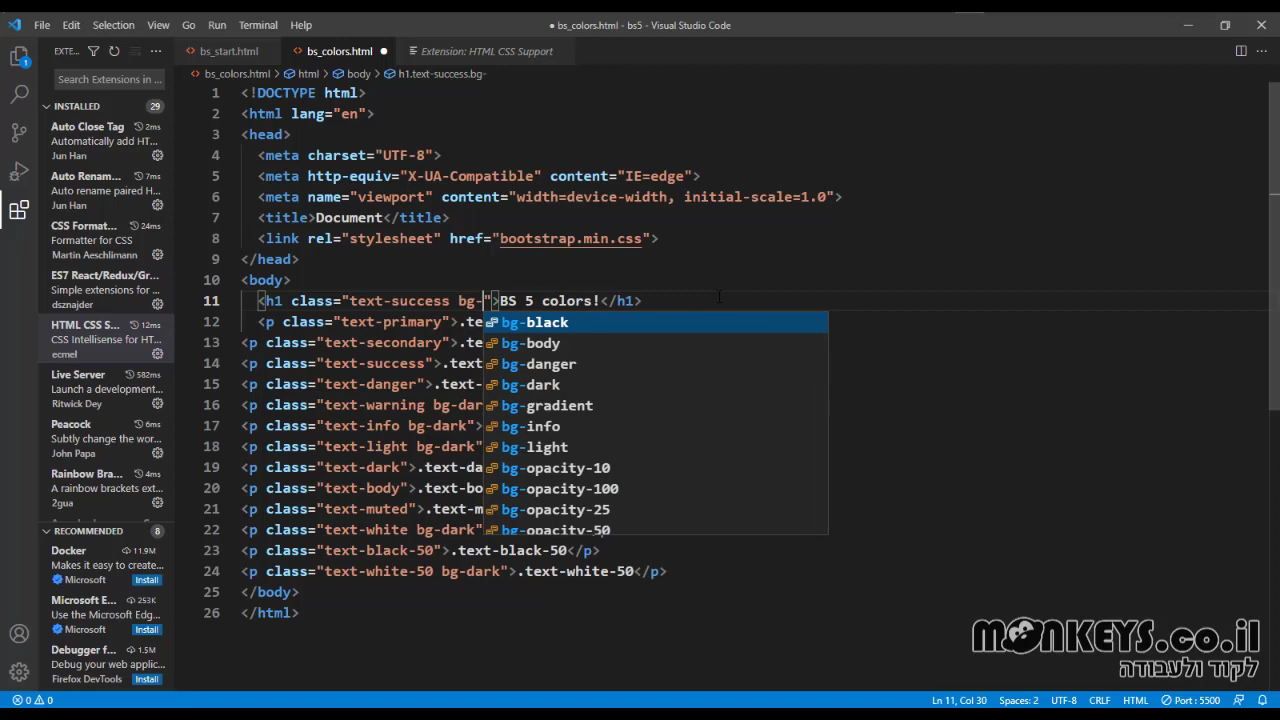 File Edit Selection View Go Run Terminal Help
● bs_colors.html - bs5 - Visual Studio Code
EXTE...
bs_start.html
bs_colors.html ●
Extension: HTML CSS Support
bs_colors.html > html > body > h1.text-success.bg-
1
Search Extensions in ...
INSTALLED 29
Auto Close Tag 2ms
Automatically add HT...
Jun Han
Auto Renam... 7ms
Auto rename paired H...
Jun Han
CSS Format... 24ms
Formatter for CSS
Martin Aeschlimann
ES7 React/Redux/Gr...
Simple extensions for ...
dsznajder
HTML CSS S... 12ms
CSS Intellisense for HT...
ecmel
Live Server 582ms
Launch a developmen...
Ritwick Dey
Peacock 4ms
Subtly change the wor...
John Papa
Rainbow Bra... 4ms
A rainbow brackets ext...
2gua
RECOMMENDED 8
Docker 11.9M
Makes it easy to create...
Microsoft Install
Microsoft E... 253K
Use the Microsoft Edg...
Microsoft Install
Debugger f... 4M
Debug your web applic...
Firefox DevTools Install
1 <!DOCTYPE html>
2 <html lang="en">
3 <head>
4 <meta charset="UTF-8">
5 <meta http-equiv="X-UA-Compatible" content="IE=edge">
6 <meta name="viewport" content="width=device-width, initial-scale=1.0">
7 <title>Document</title>
8 <link rel="stylesheet" href="bootstrap.min.css">
9 </head>
10 <body>
11 <h1 class="text-success bg-">BS 5 colors!</h1>
12 <p class="text-primary">.te
13 <p class="text-secondary">.te
14 <p class="text-success">.text
15 <p class="text-danger">.text-
16 <p class="text-warning bg-dar
17 <p class="text-info bg-dark">
18 <p class="text-light bg-dark"
19 <p class="text-dark">.text-da
20 <p class="text-body">.text-bo
21 <p class="text-muted">.text-m
22 <p class="text-white bg-dark"
23 <p class="text-black-50">.text-black-50</p>
24 <p class="text-white-50 bg-dark">.text-white-50</p>
25 </body>
26 </html>
bg-black
bg-body
bg-danger
bg-dark
bg-gradient
bg-info
bg-light
bg-opacity-10
bg-opacity-100
bg-opacity-25
bg-opacity-50
mONKEYS.co.il
לקוד ולעבודה
0 0 Ln 11, Col 30 Spaces: 2 UTF-8 CRLF HTML Port : 5500